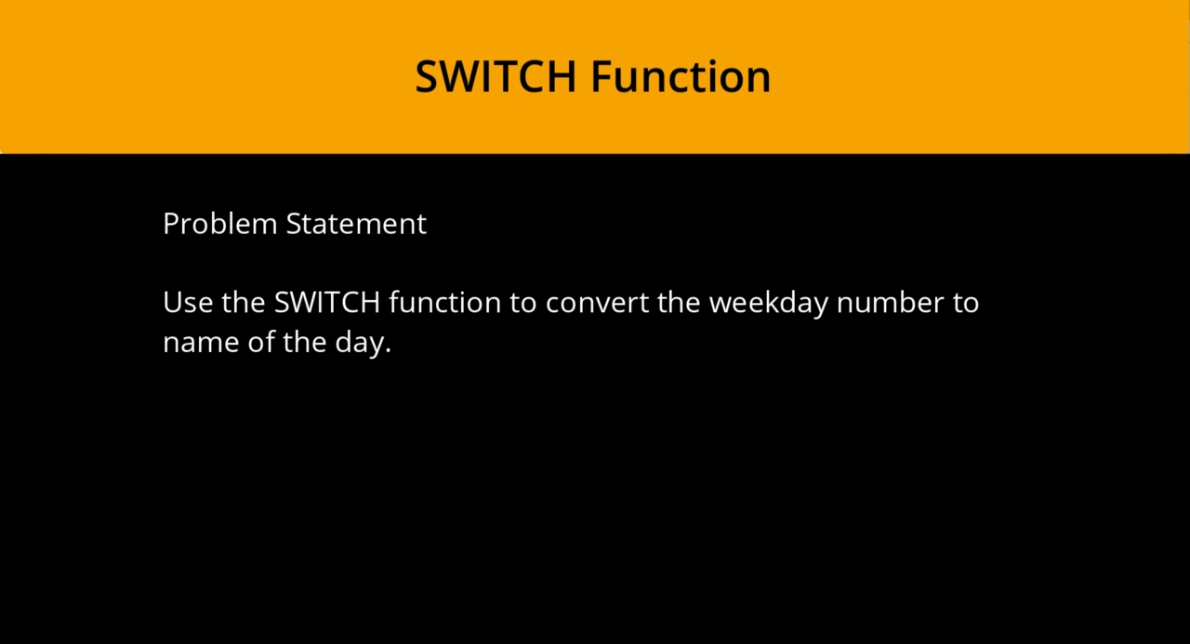 SWITCH Function
Problem Statement
Use the SWITCH function to convert the weekday number to
name of the day.